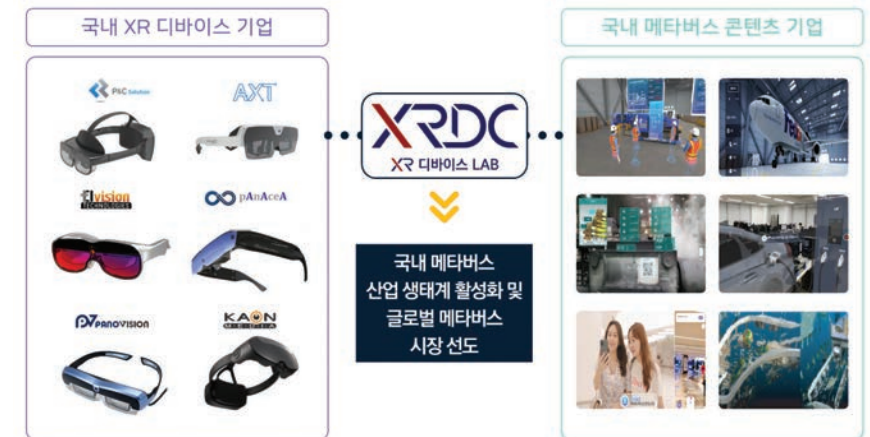 국내 XR 디바이스 기업
P&C Solution
AXT
EIvision
TECHNOLOGIES
pAnAceA
PANOVISION
KAON
MEDIA
XRDC
XR 디바이스 LAB
국내 메타버스
산업 생태계 활성화 및
글로벌 메타버스
시장 선도
국내 메타버스 콘텐츠 기업